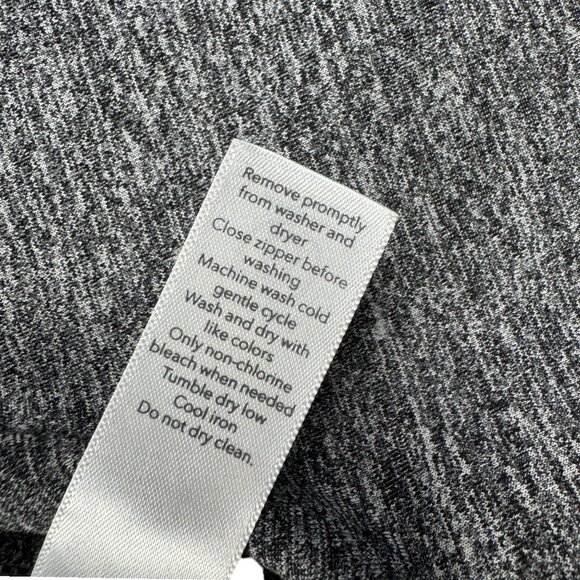 Remove promptly
from washer and
dryer
Close zipper before
washing
Machine wash cold
gentle cycle
Wash and dry with
like colors
Only non-chlorine
bleach when needed
Tumble dry low
Cool iron
Do not dry clean.